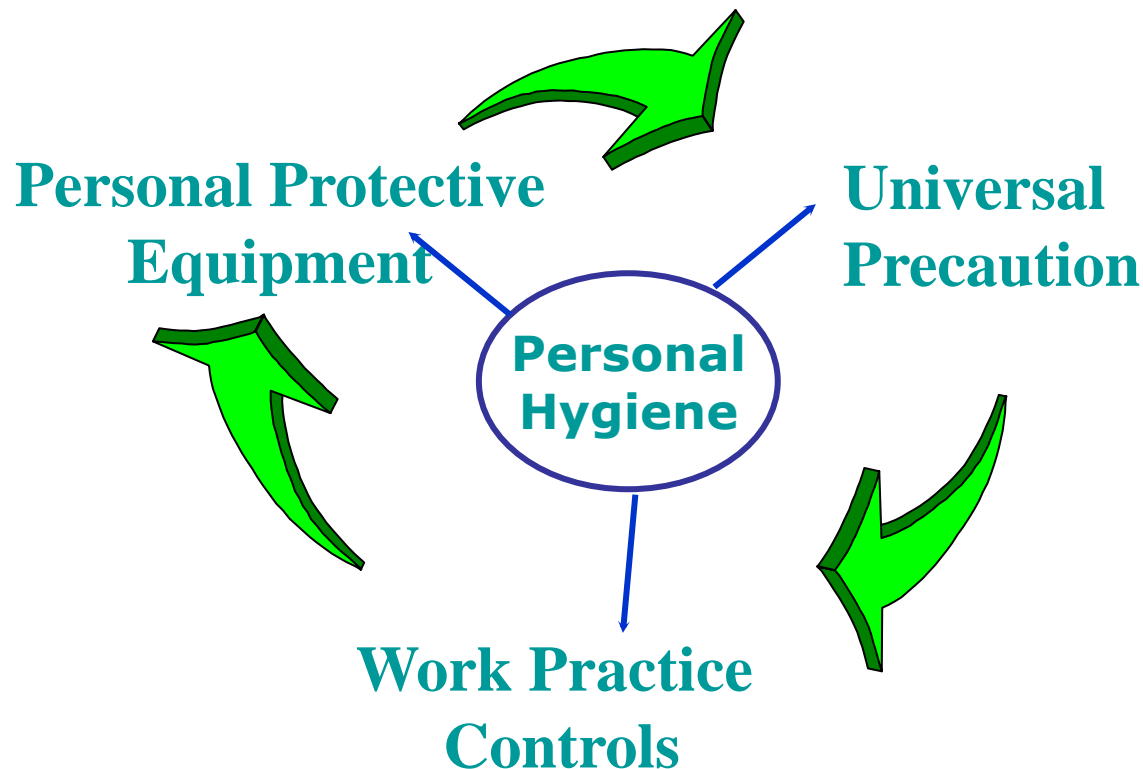 Personal Protective
Equipment
Universal
Precaution
Personal
Hygiene
Work Practice
Controls